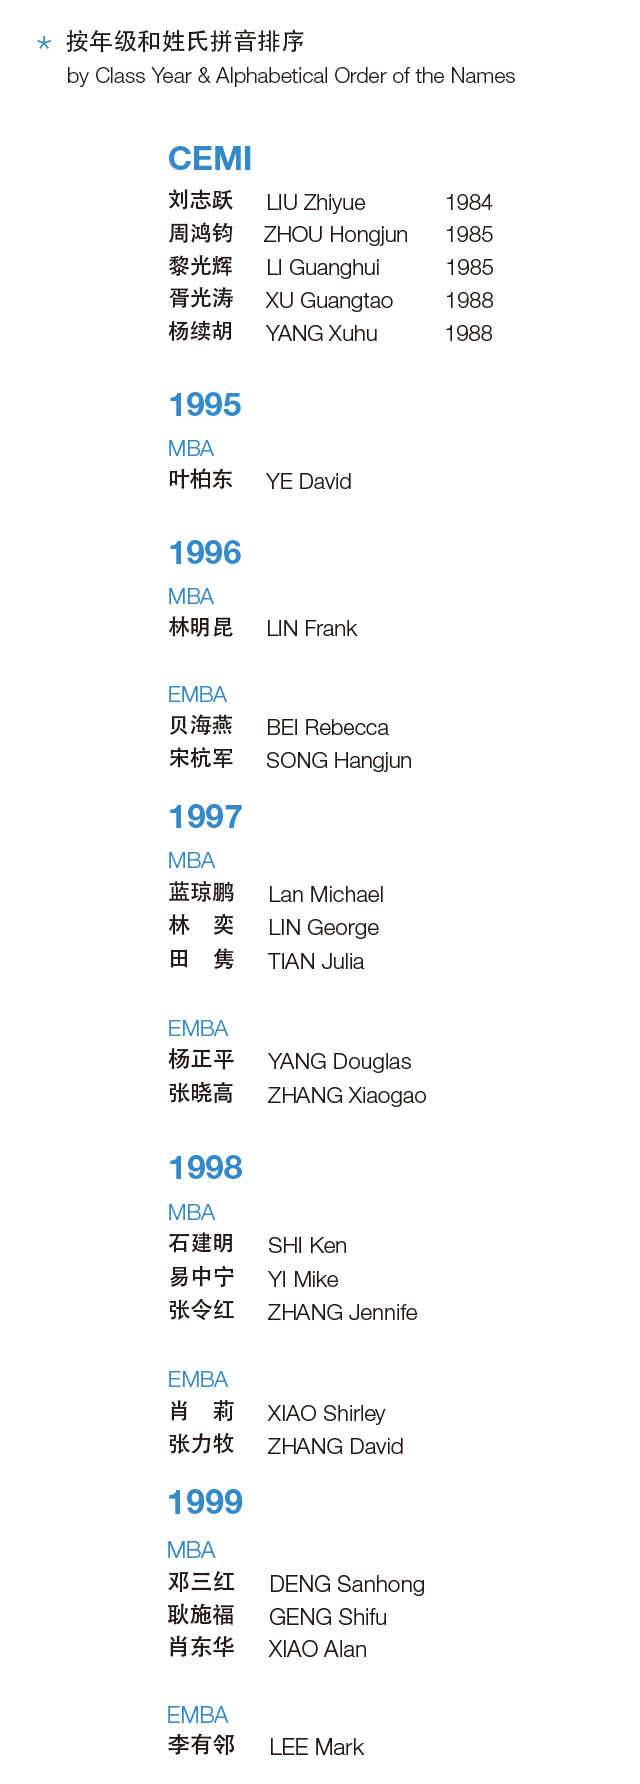 * 按年级和姓氏拼音排序
by Class Year & Alphabetical Order of the Names
CEMI
刘志跃 LIU Zhiyue 1984
周鸿钧 ZHOU Hongjun 1985
黎光辉 LI Guanghui 1985
胥光涛 XU Guangtao 1988
杨续胡 YANG Xuhu 1988
1995
MBA
叶柏东 YE David
1996
MBA
林明昆 LIN Frank
EMBA
贝海燕 BEI Rebecca
宋杭军 SONG Hangjun
1997
MBA
蓝琼鹏 Lan Michael
林 奕 LIN George
田 隽 TIAN Julia
EMBA
杨正平 YANG Douglas
张晓高 ZHANG Xiaogao
1998
MBA
石建明 SHI Ken
易中宁 YI Mike
张令红 ZHANG Jennife
EMBA
肖 莉 XIAO Shirley
张力牧 ZHANG David
1999
MBA
邓三红 DENG Sanhong
耿施福 GENG Shifu
肖东华 XIAO Alan
EMBA
李有邻 LEE Mark